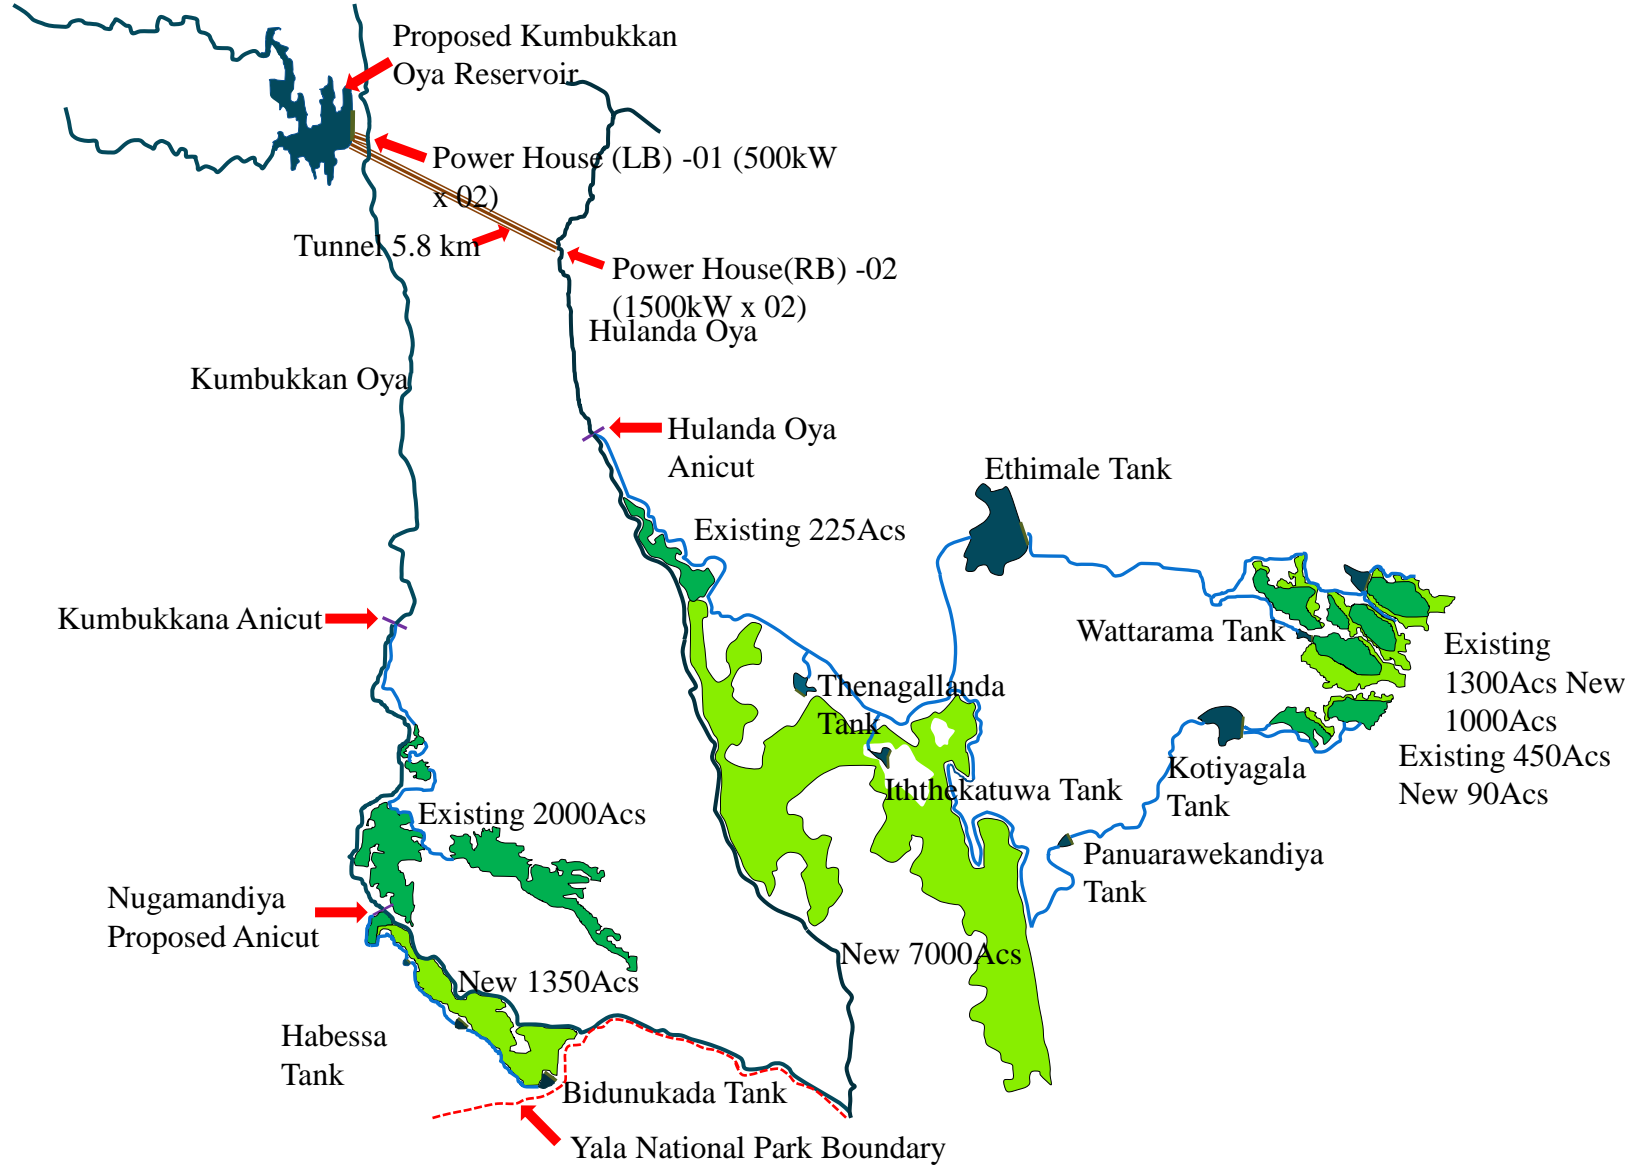 Proposed Kumbukkan
Oya Reservoir
Power House (LB) -01 (500kW
x 02)
Tunnel 5.8 km
Power House(RB) -02
(1500kW x 02)
Hulanda Oya
Kumbukkan Oya
Hulanda Oya
Anicut
Ethimale Tank
Existing 225Acs
Kumbukkana Anicut
Wattarama Tank
Existing
1300Acs New
1000Acs
Thenagallanda
Tank
Existing 450Acs
New 90Acs
Kotiyagala
Tank
Iththekatuwa Tank
Existing 2000Acs
Panuarawekandiya
Tank
Nugamandiya
Proposed Anicut
New 7000Acs
New 1350Acs
Habessa
Tank
Bidunukada Tank
Yala National Park Boundary